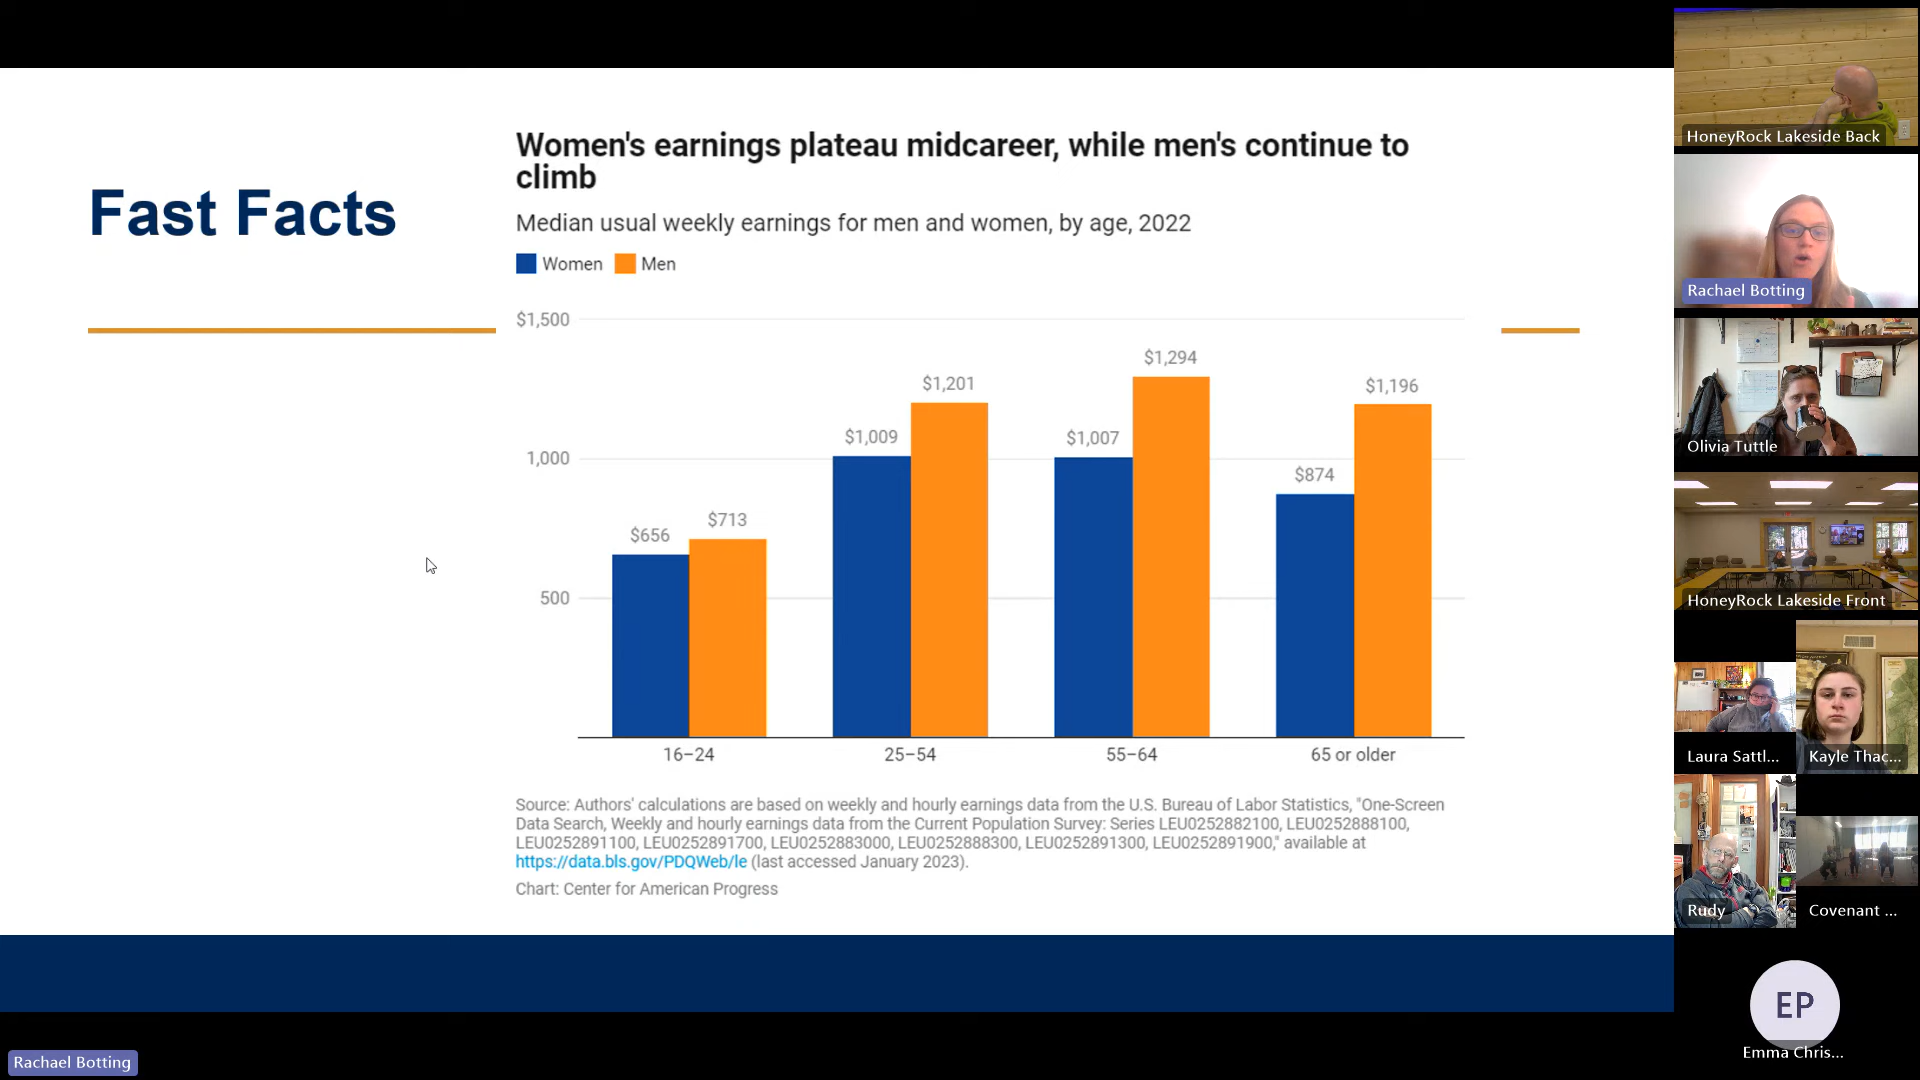 Fast Facts
Women's earnings plateau midcareer, while men's continue to
climb
Median usual weekly earnings for men and women, by age, 2022
Women Men
$1,500
1,000
500
$656
$713
$1,009
$1,201
$1,007
$1,294
$874
$1,196
16–24
25–54
55–64
65 or older
Source: Authors' calculations are based on weekly and hourly earnings data from the U.S. Bureau of Labor Statistics, "One-Screen
Data Search, Weekly and hourly earnings data from the Current Population Survey: Series LEU0252882100, LEU0252888100,
LEU0252891100, LEU0252891700, LEU0252883000, LEU0252888300, LEU0252891300, LEU0252891900," available at
https://data.bls.gov/PDQWeb/le (last accessed January 2023).
Chart: Center for American Progress
Rachael Botting
HoneyRock Lakeside Back
Rachael Botting
Olivia Tuttle
HoneyRock Lakeside Front
Laura Sattl...
Kayle Thac...
Rudy
Covenant ...
EP
Emma Chris...